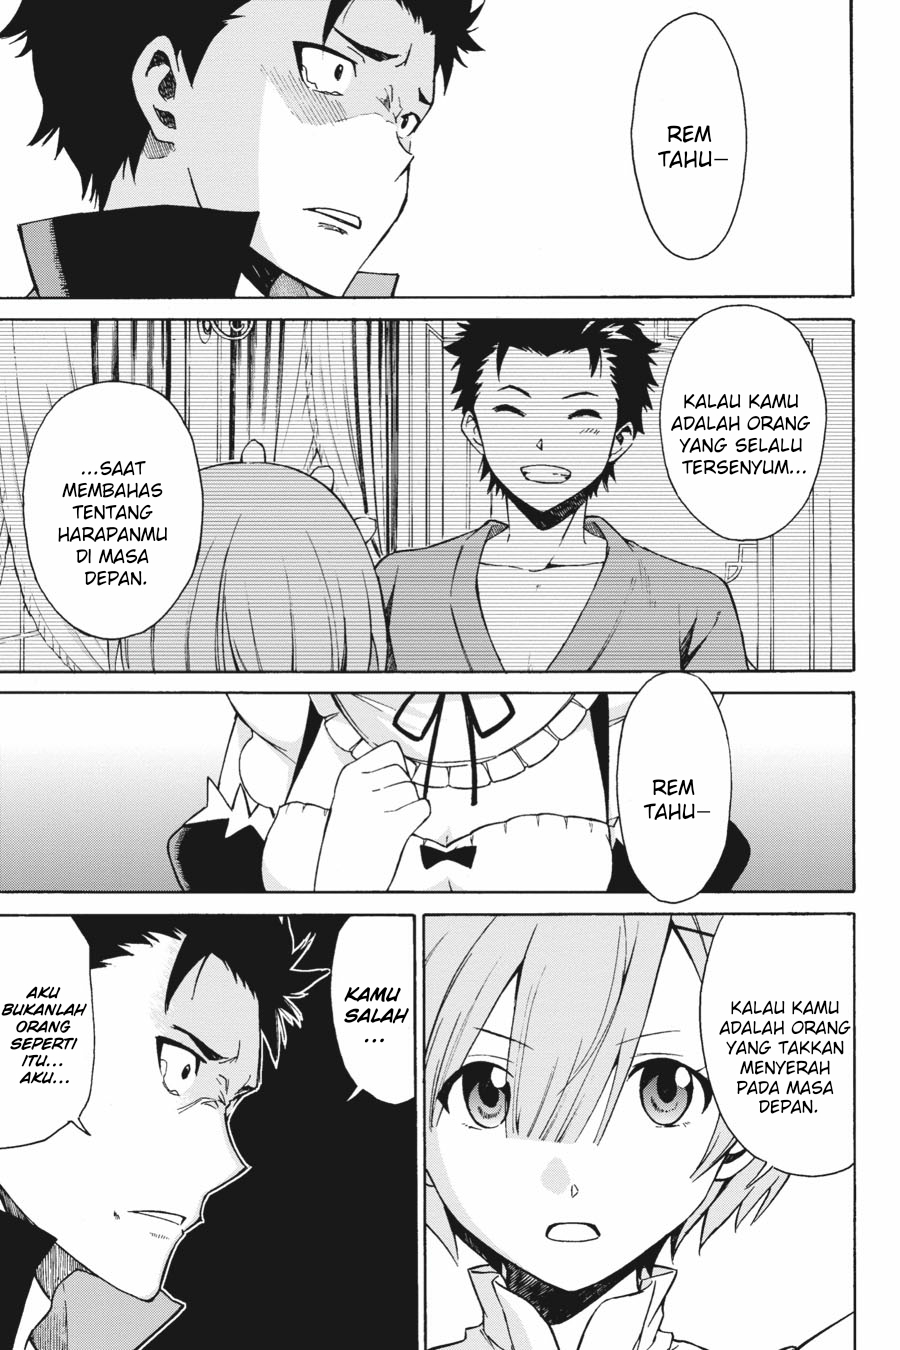 REM
TAHU—
KALAU KAMU
ADALAH ORANG
YANG SELALU
TERSENYUM...
...SAAT
MEMBAHAS
TENTANG
HARAPANMU
DI MASA
DEPAN.
REM
TAHU—
KALAU KAMU
ADALAH ORANG
YANG TAKKAN
MENYERAH
PADA MASA
DEPAN.
KAMU
SALAH
...
AKU
BUKANLAH
ORANG
SEPERTI
ITU...
AKU...